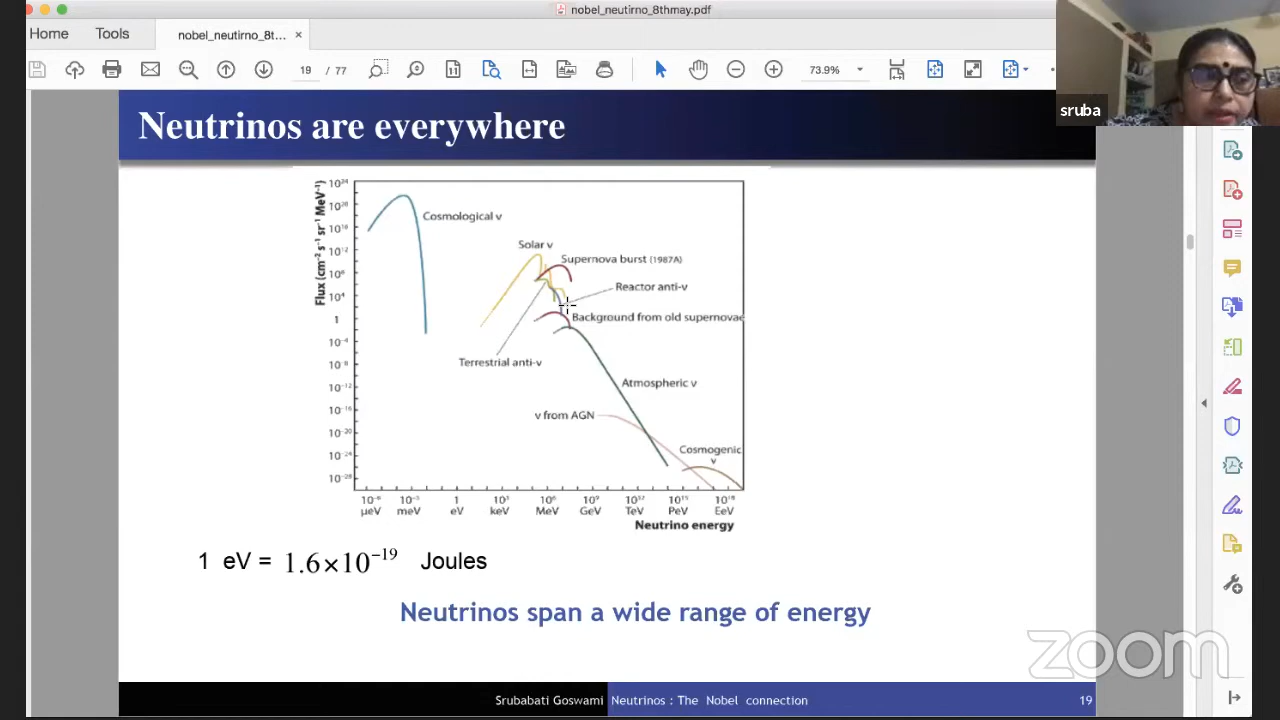 nobel_neutirno_8thmay.pdf
Home Tools nobel_neutirno_8t... ×
19 / 77 73.9%
sruba
Neutrinos are everywhere
Flux (cm⁻² s⁻¹ sr⁻¹ MeV⁻¹)
10²⁴
10²⁰
10¹⁶
10¹²
10⁸
10⁴
1
10⁻⁴
10⁻⁸
10⁻¹²
10⁻¹⁶
10⁻²⁰
10⁻²⁴
10⁻²⁸
Cosmological ν
Solar ν
Supernova burst (1987A)
Reactor anti-ν
Background from old supernovae
Terrestrial anti-ν
Atmospheric ν
ν from AGN
Cosmogenic
ν
10⁻⁶ 10⁻³ 1 10³ 10⁶ 10⁹ 10¹² 10¹⁵ 10¹⁸
μeV meV eV keV MeV GeV TeV PeV EeV
Neutrino energy
1 eV = 1.6×10⁻¹⁹ Joules
Neutrinos span a wide range of energy
zoom
Srubabati Goswami Neutrinos : The Nobel connection 19